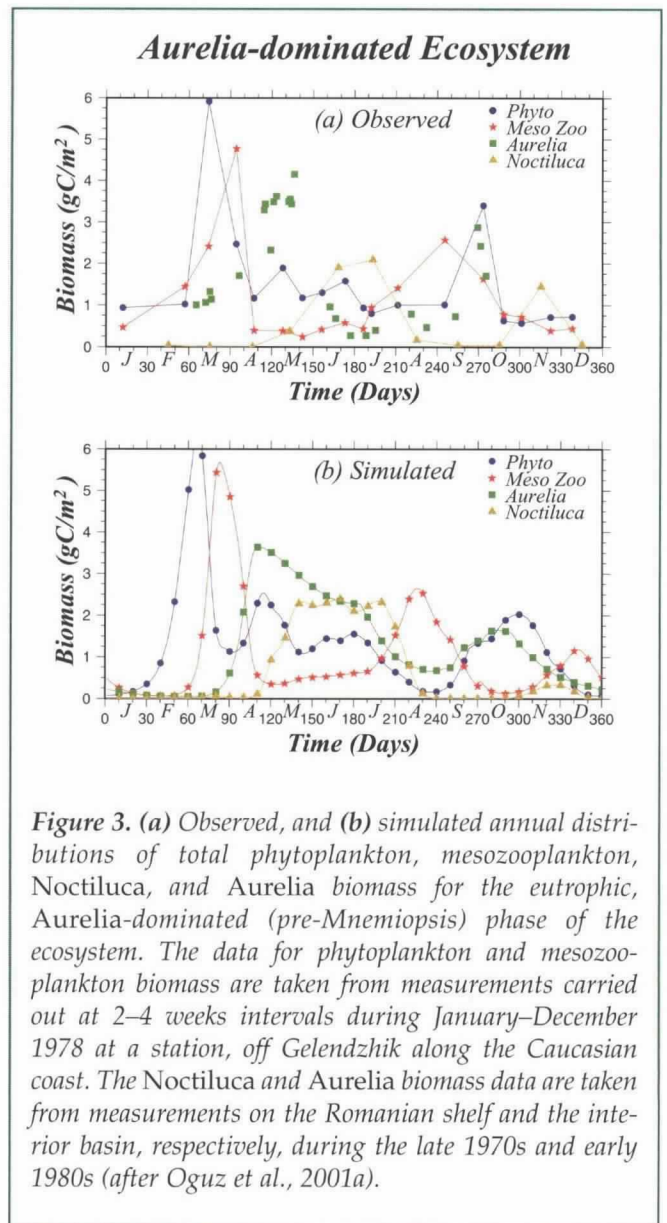 Aurelia-dominated Ecosystem
(a) Observed
Phyto
Meso Zoo
Aurelia
Noctiluca
Biomass (gC/m²)
6
5
4
3
2
1
0
J F M A M J J A S O N D
0 30 60 90 120 150 180 210 240 270 300 330 360
Time (Days)
(b) Simulated
Phyto
Meso Zoo
Aurelia
Noctiluca
Biomass (gC/m²)
6
5
4
3
2
1
0
J F M A M J J A S O N D
0 30 60 90 120 150 180 210 240 270 300 330 360
Time (Days)
Figure 3. (a) Observed, and (b) simulated annual distri-
butions of total phytoplankton, mesozooplankton,
Noctiluca, and Aurelia biomass for the eutrophic,
Aurelia-dominated (pre-Mnemiopsis) phase of the
ecosystem. The data for phytoplankton and mesozoo-
plankton biomass are taken from measurements carried
out at 2–4 weeks intervals during January–December
1978 at a station, off Gelendzhik along the Caucasian
coast. The Noctiluca and Aurelia biomass data are taken
from measurements on the Romanian shelf and the inte-
rior basin, respectively, during the late 1970s and early
1980s (after Oguz et al., 2001a).